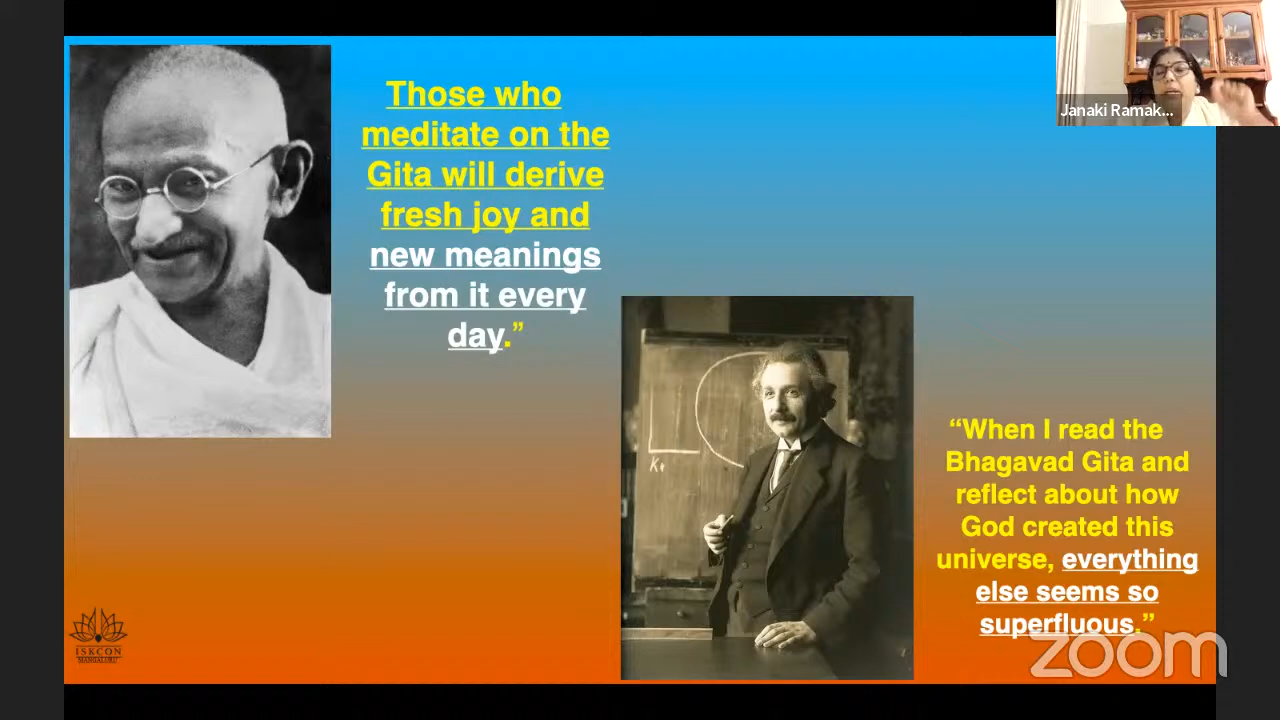 Janaki Ramak...
Those who
meditate on the
Gita will derive
fresh joy and
new meanings
from it every
day.”
“When I read the
Bhagavad Gita and
reflect about how
God created this
universe, everything
else seems so
superfluous.”
ISKCON
MANGALURU
zoom